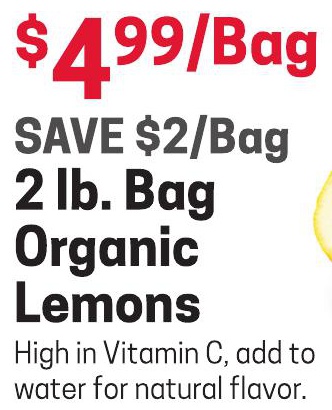 $4.99/Bag
SAVE $2/Bag
2 lb. Bag
Organic
Lemons
High in Vitamin C, add to
water for natural flavor.